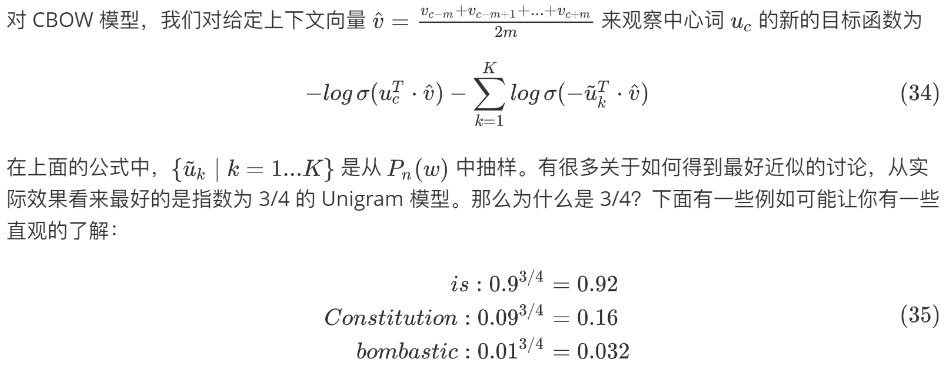 对 CBOW 模型，我们对给定上下文向量 $\hat{v} = \frac{v_{c-m}+v_{c-m+1}+...+v_{c+m}}{2m}$ 来观察中心词 $u_c$ 的新的目标函数为
$-log\,\sigma(u_c^T \cdot \hat{v}) - \sum_{k=1}^{K} log\,\sigma(-\tilde{u}_k^T \cdot \hat{v})$ (34)
在上面的公式中，$\{\tilde{u}_k \mid k = 1...K\}$ 是从 $P_n(w)$ 中抽样。有很多关于如何得到最好近似的讨论，从实
际效果看来最好的是指数为 3/4 的 Unigram 模型。那么为什么是 3/4？下面有一些例如可能让你有一些
直观的了解：
$is : 0.9^{3/4} = 0.92$
$Constitution : 0.09^{3/4} = 0.16$ (35)
$bombastic : 0.01^{3/4} = 0.032$